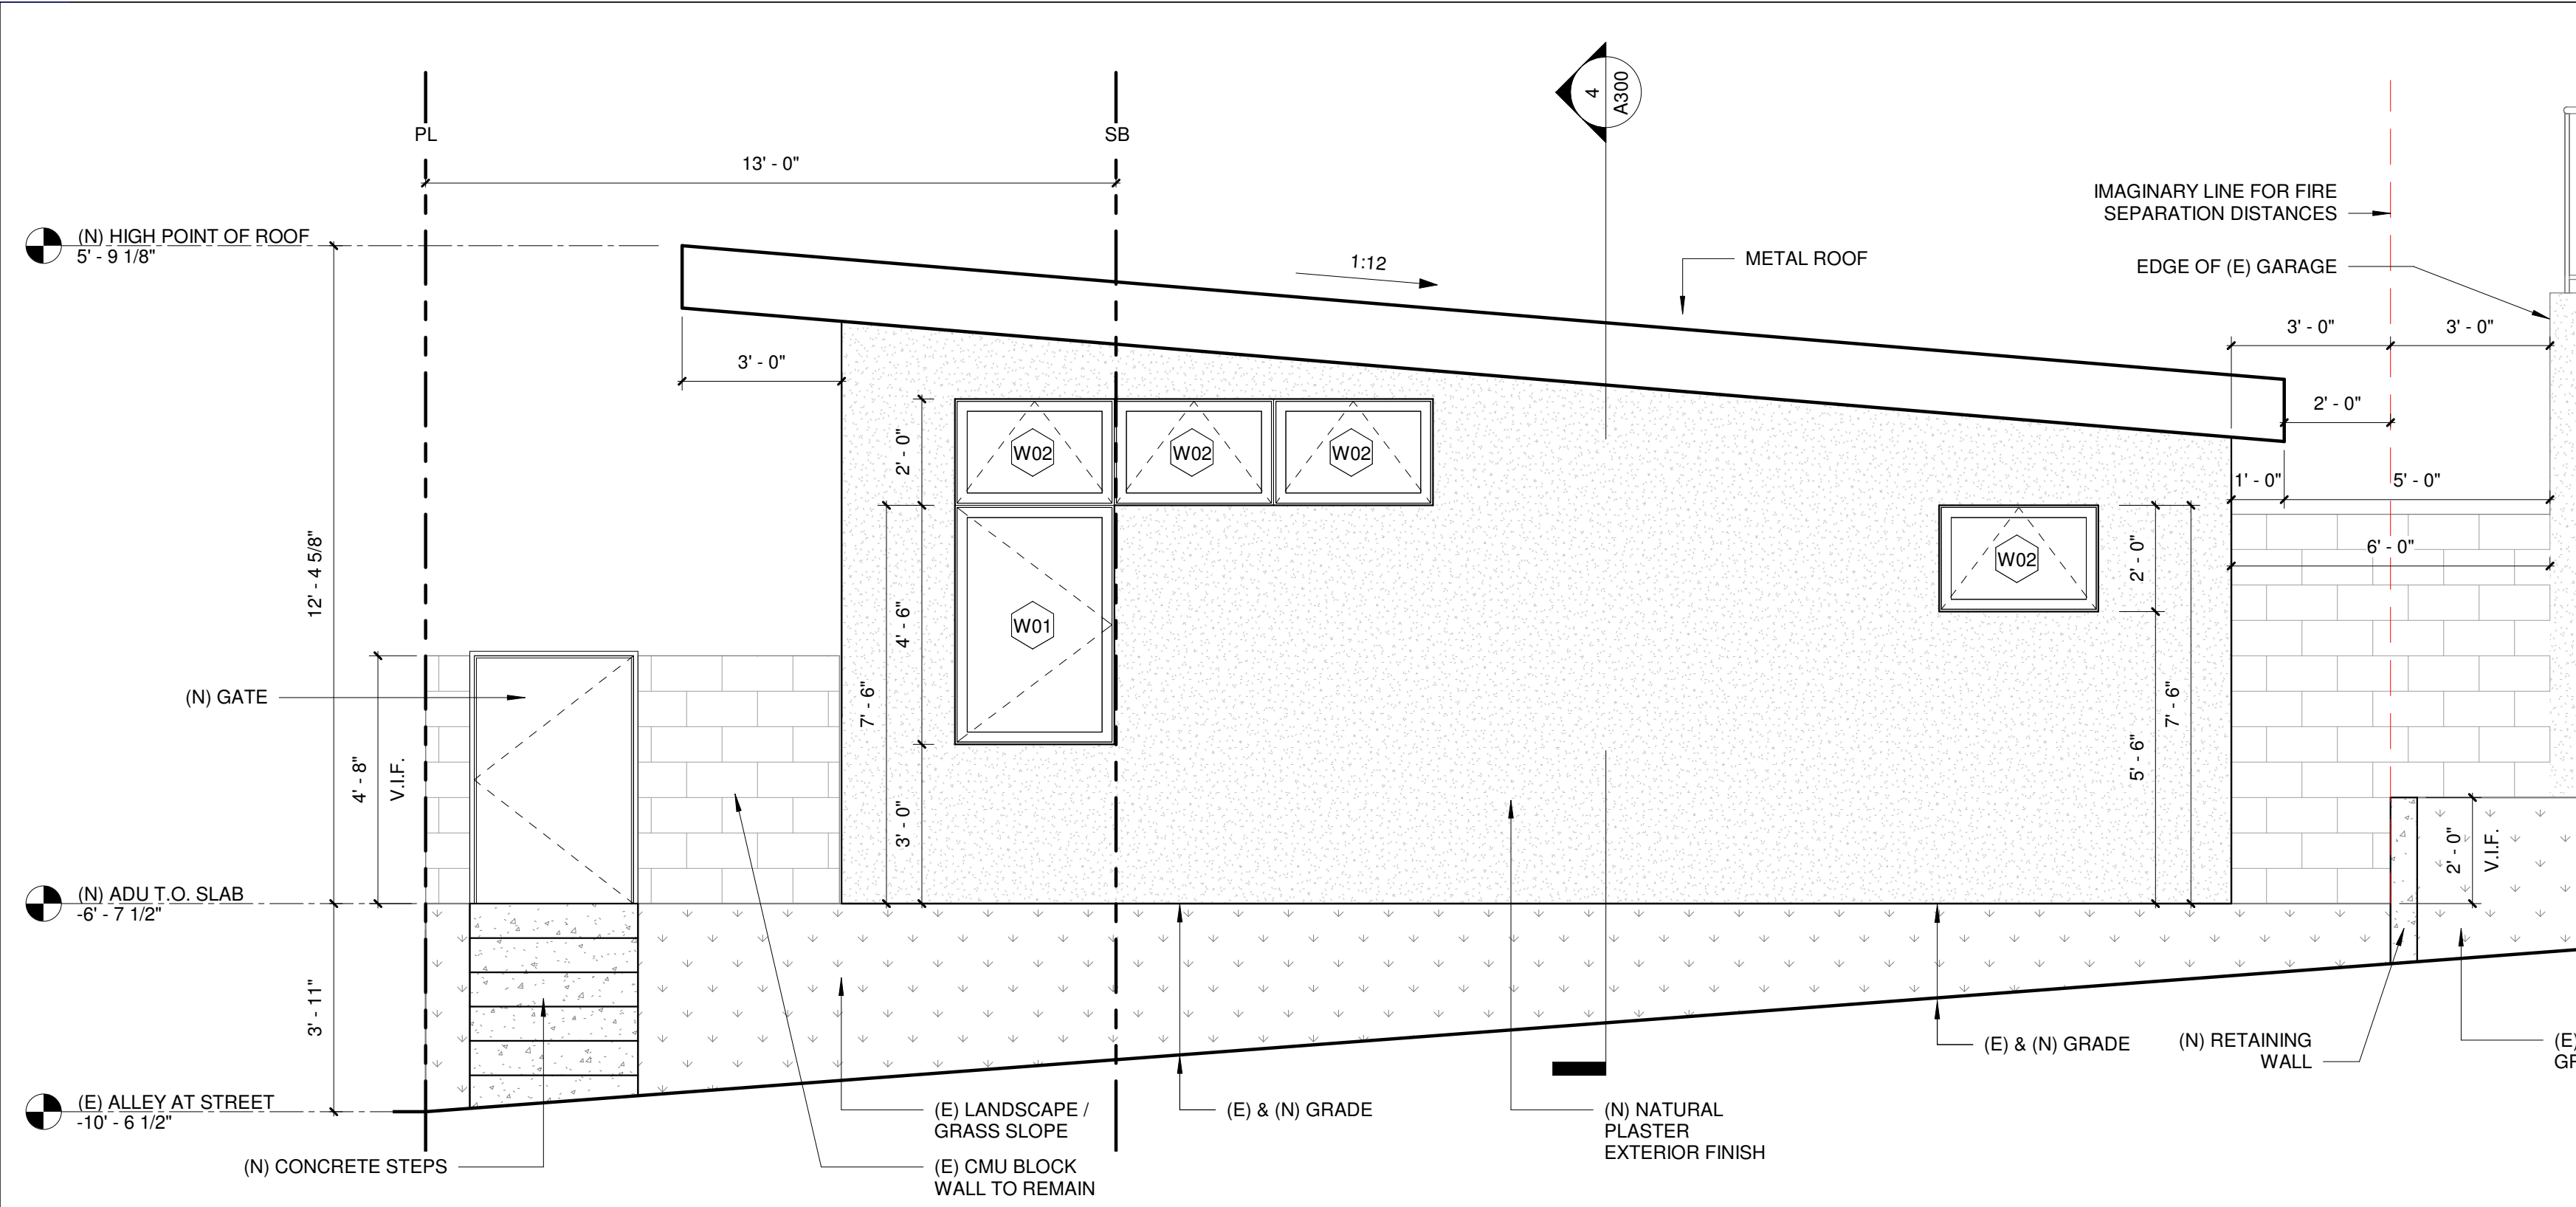 PL
SB
4
A300
13' - 0"
IMAGINARY LINE FOR FIRE
SEPARATION DISTANCES
(N) HIGH POINT OF ROOF
5' - 9 1/8"
1:12
METAL ROOF
EDGE OF (E) GARAGE
3' - 0"
3' - 0"
3' - 0"
2' - 0"
2' - 0"
W02
W02
W02
1' - 0"
5' - 0"
12' - 4 5/8"
6' - 0"
2' - 0"
W02
4' - 6"
W01
(N) GATE
7' - 6"
7' - 6"
4' - 8"
V.I.F.
5' - 6"
3' - 0"
2' - 0"
V.I.F.
(N) ADU T.O. SLAB
-6' - 7 1/2"
3' - 11"
(E) & (N) GRADE
(N) RETAINING
WALL
(E)
(E) ALLEY AT STREET
-10' - 6 1/2"
(E) LANDSCAPE /
GRASS SLOPE
(E) & (N) GRADE
(N) NATURAL
PLASTER
EXTERIOR FINISH
(N) CONCRETE STEPS
(E) CMU BLOCK
WALL TO REMAIN